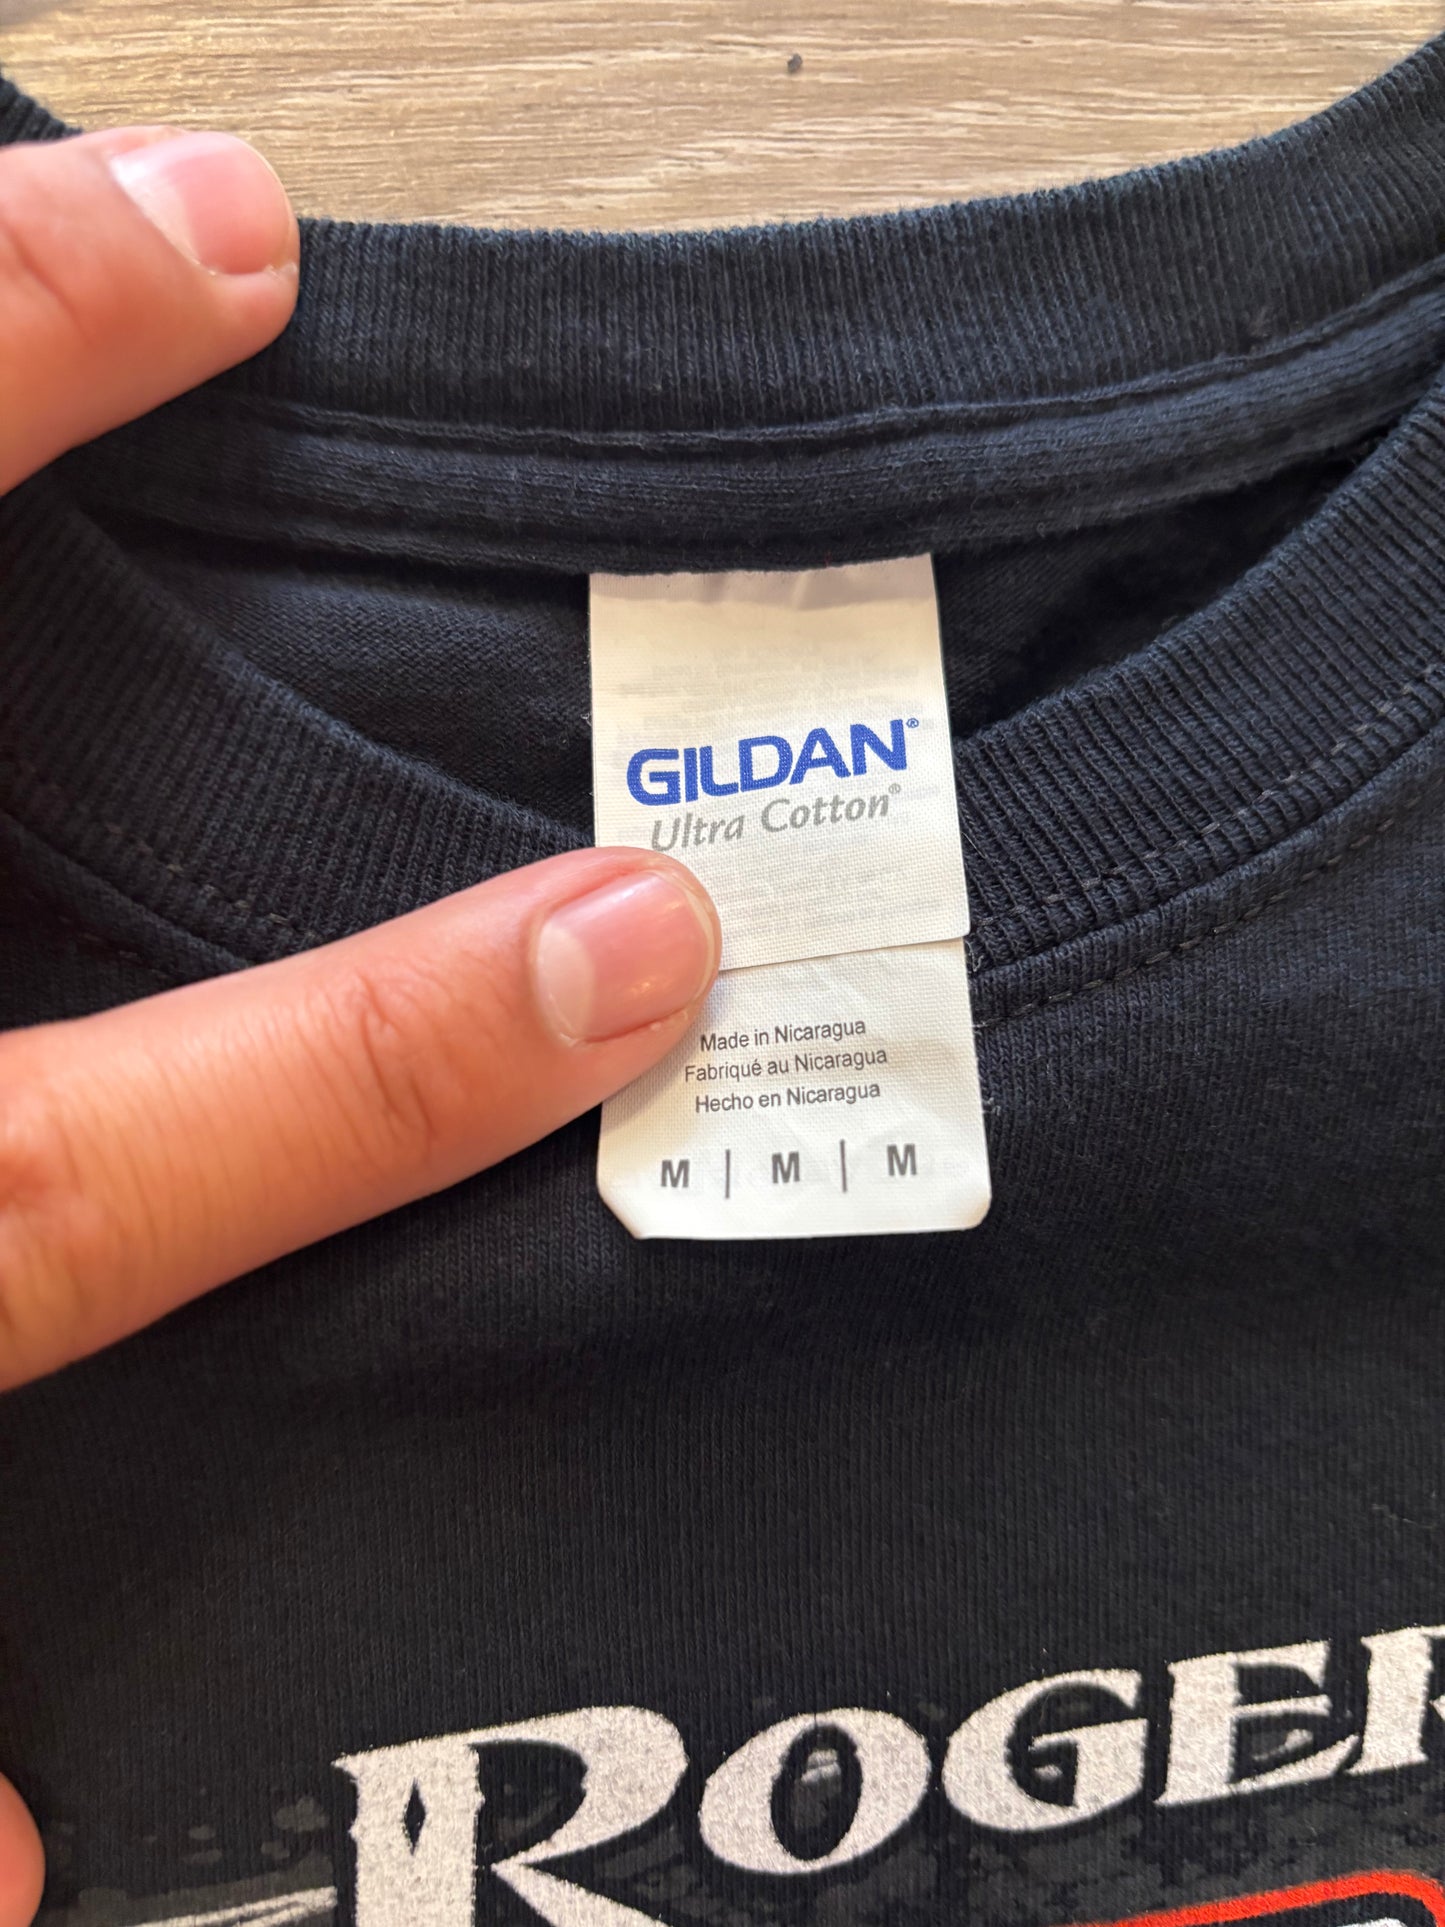 GILDAN®
Ultra Cotton®
Made in Nicaragua
Fabriqué au Nicaragua
Hecho en Nicaragua
M | M | M
ROGER